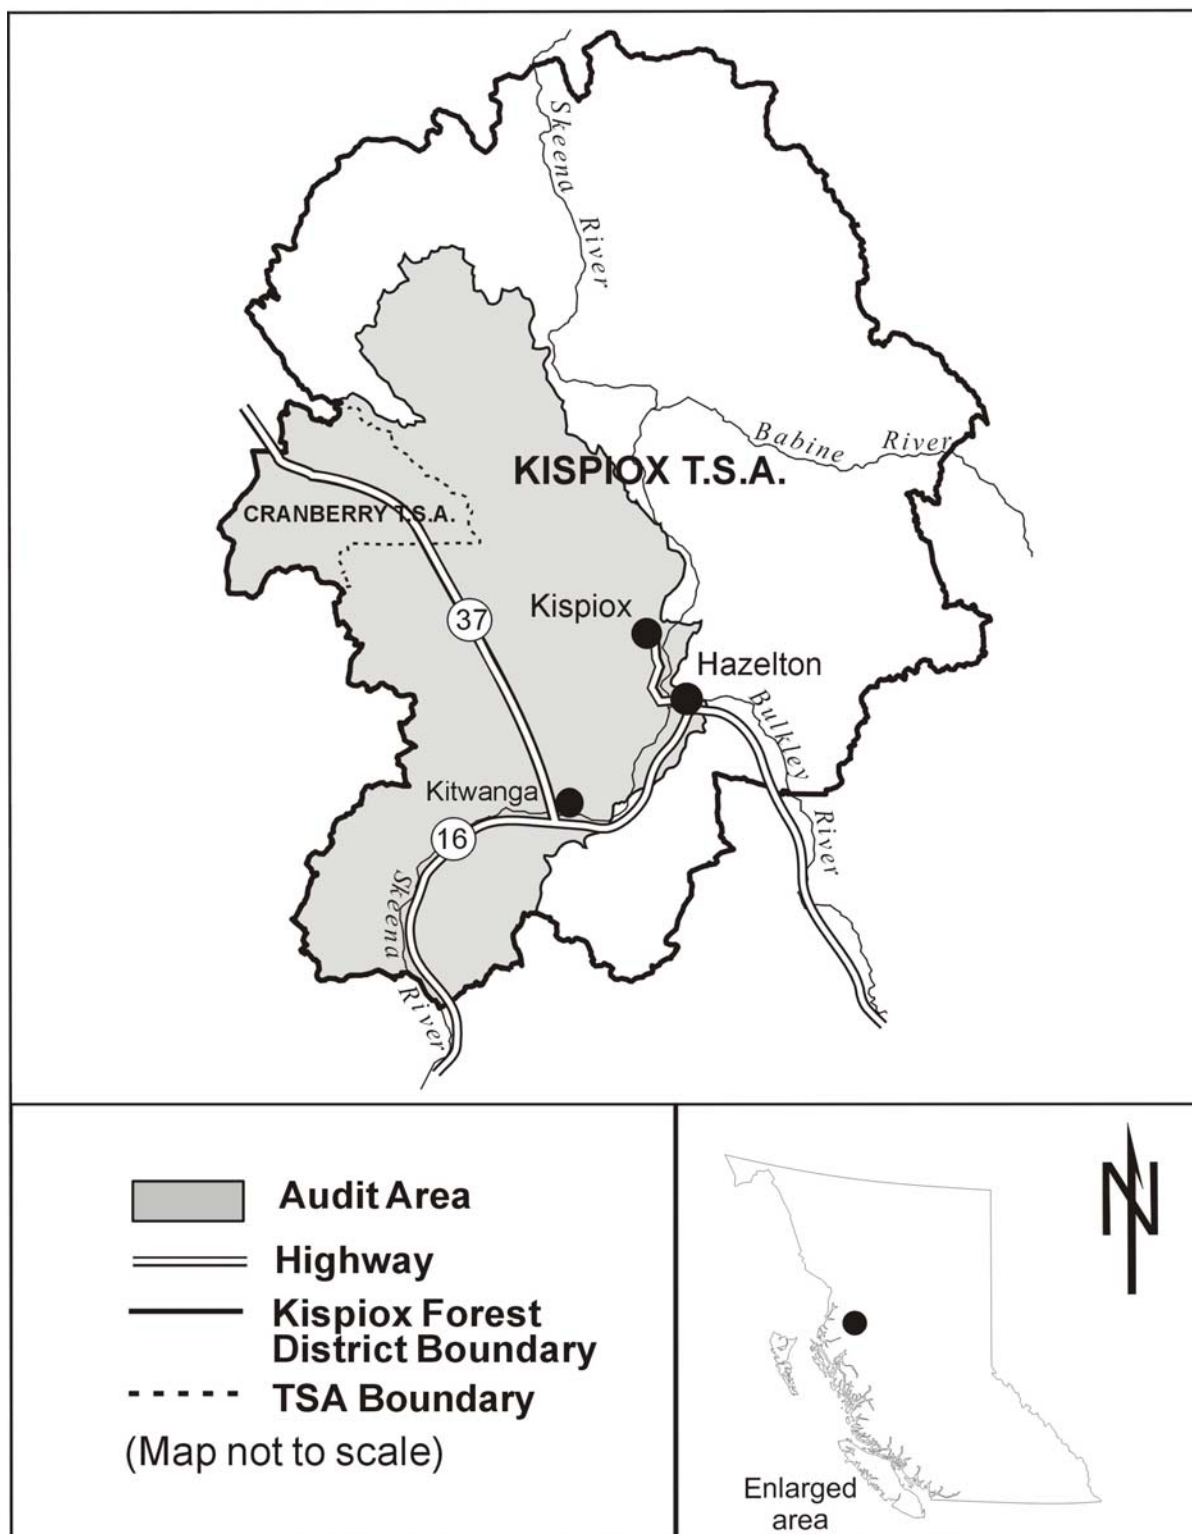 Skeena
River
Babine River
KISPIOX T.S.A.
CRANBERRY T.S.A.
37
Kispiox
Hazelton
Bulkley
River
Kitwanga
16
Skeena
River
Audit Area
Highway
Kispiox Forest
District Boundary
TSA Boundary
(Map not to scale)
N
Enlarged
area